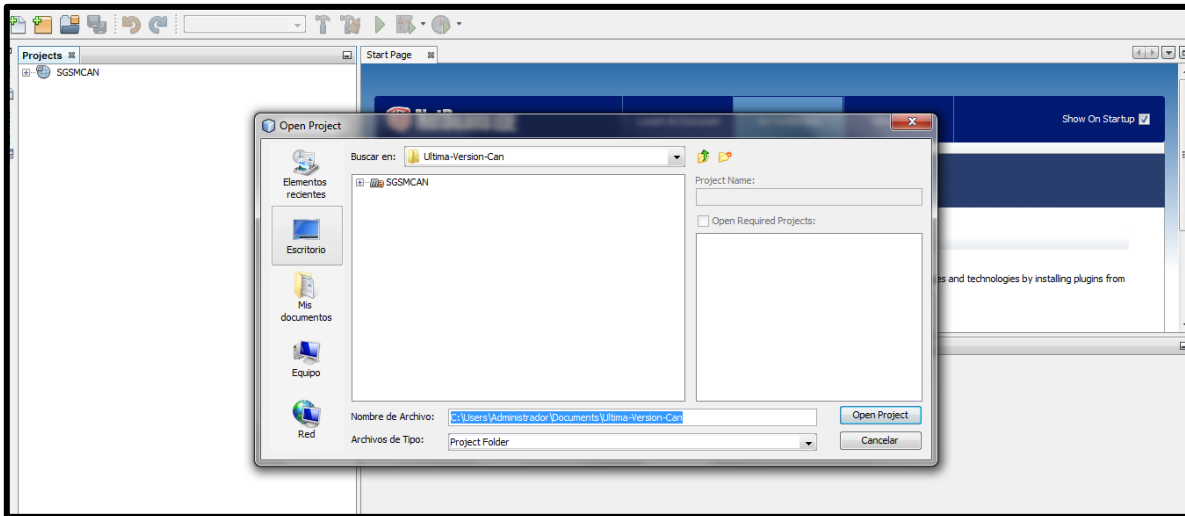 Projects
SGSMCAN
Start Page
Show On Startup
Open Project
Buscar en:
Ultima-Version-Can
Elementos recientes
Escritorio
Mis documentos
Equipo
Red
SGSMCAN
Project Name:
Open Required Projects:
es and technologies by installing plugins from
Nombre de Archivo:
C:\Users\Administrador\Documents\Ultima-Version-Can
Open Project
Archivos de Tipo:
Project Folder
Cancelar